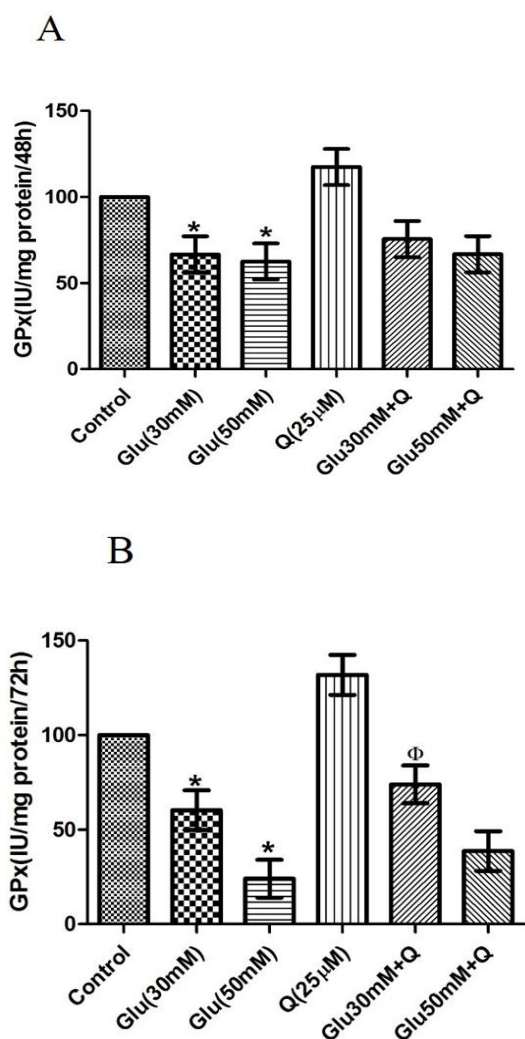 A
GPx(IU/mg protein/48h)
150
100
50
0
*
*
Control
Glu(30mM)
Glu(50mM)
Q(25µM)
Glu30mM+Q
Glu50mM+Q
B
GPx(IU/mg protein/72h)
150
100
50
0
*
*
Φ
Control
Glu(30mM)
Glu(50mM)
Q(25µM)
Glu30mM+Q
Glu50mM+Q